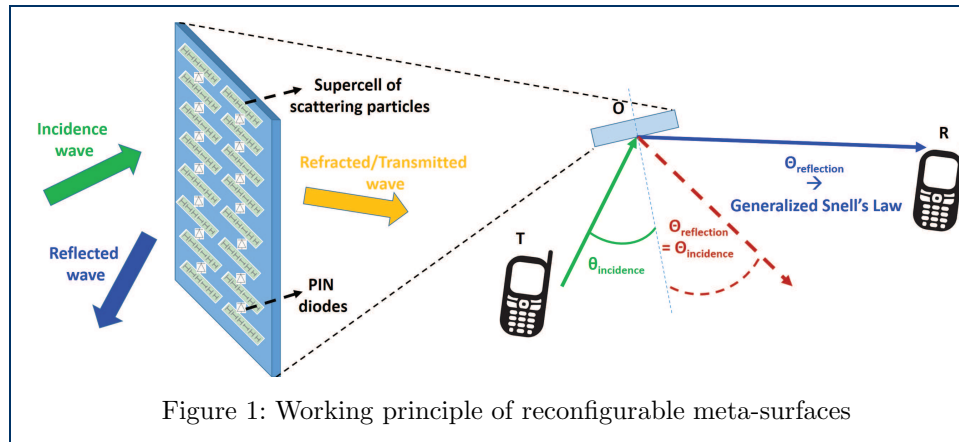 Supercell of
scattering particles
Incidence
wave
Refracted/Transmitted
wave
Reflected
wave
PIN
diodes
O
R
Θreflection
→
Generalized Snell's Law
Θreflection
= Θincidence
T
θincidence
Figure 1: Working principle of reconfigurable meta-surfaces